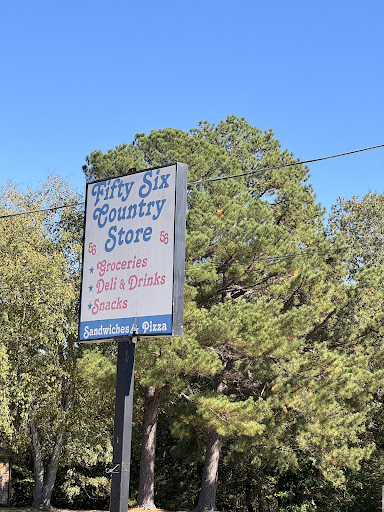 Fifty Six
Country
56 Store 56
★ Groceries
★ Deli & Drinks
★ Snacks
Sandwiches & Pizza